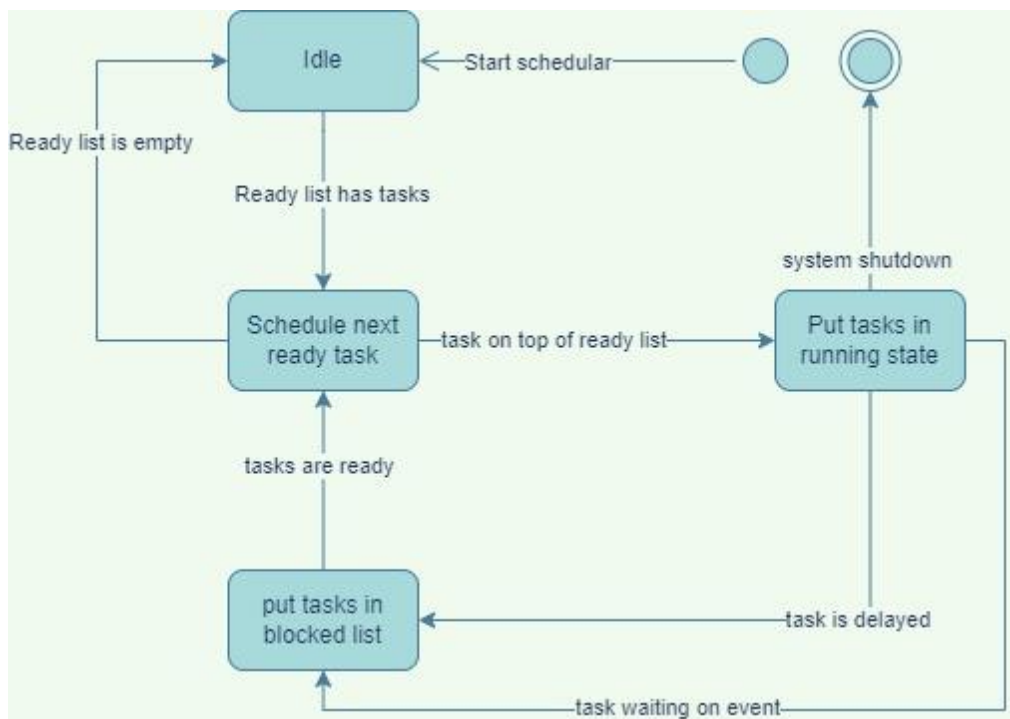 Idle
Start schedular
Ready list is empty
Ready list has tasks
system shutdown
Schedule next
ready task
task on top of ready list
Put tasks in
running state
tasks are ready
put tasks in
blocked list
task is delayed
task waiting on event